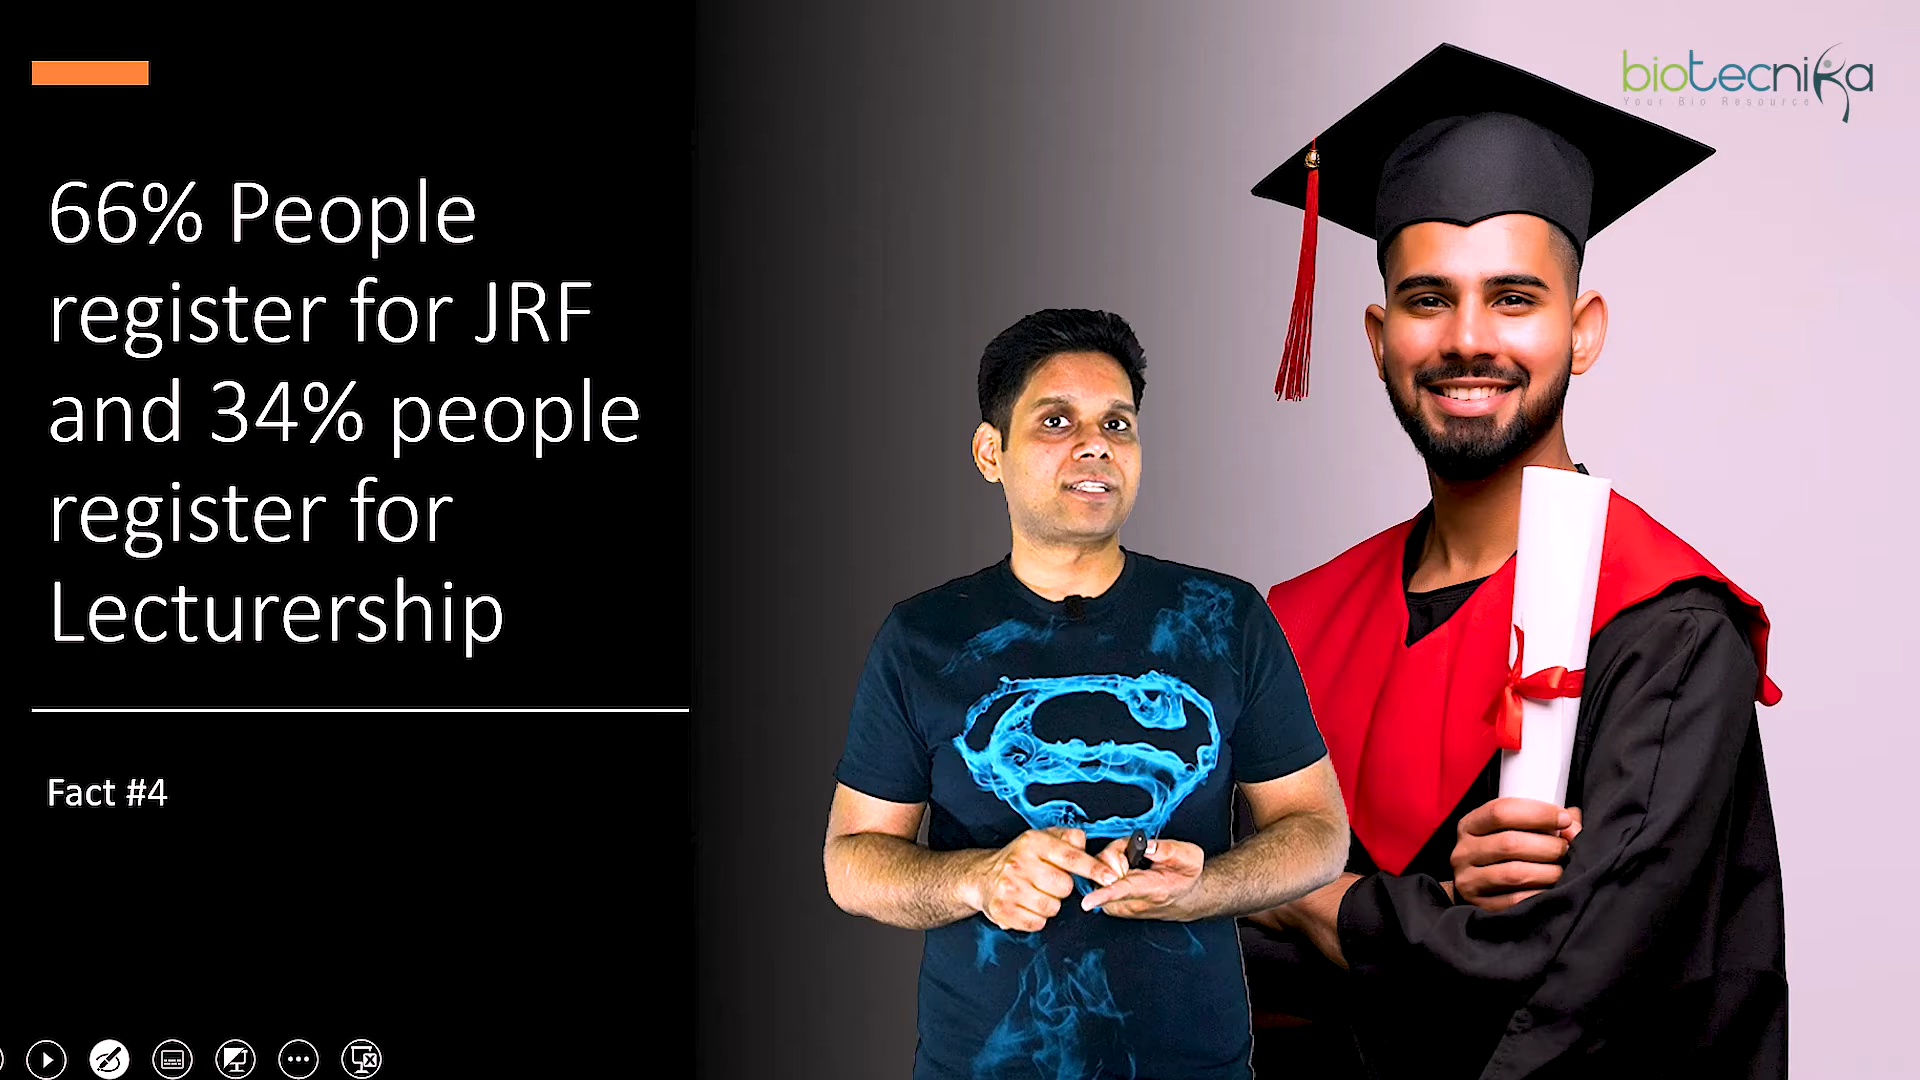 biotecnika
Your Bio Resource
66% People
register for JRF
and 34% people
register for
Lecturership
Fact #4